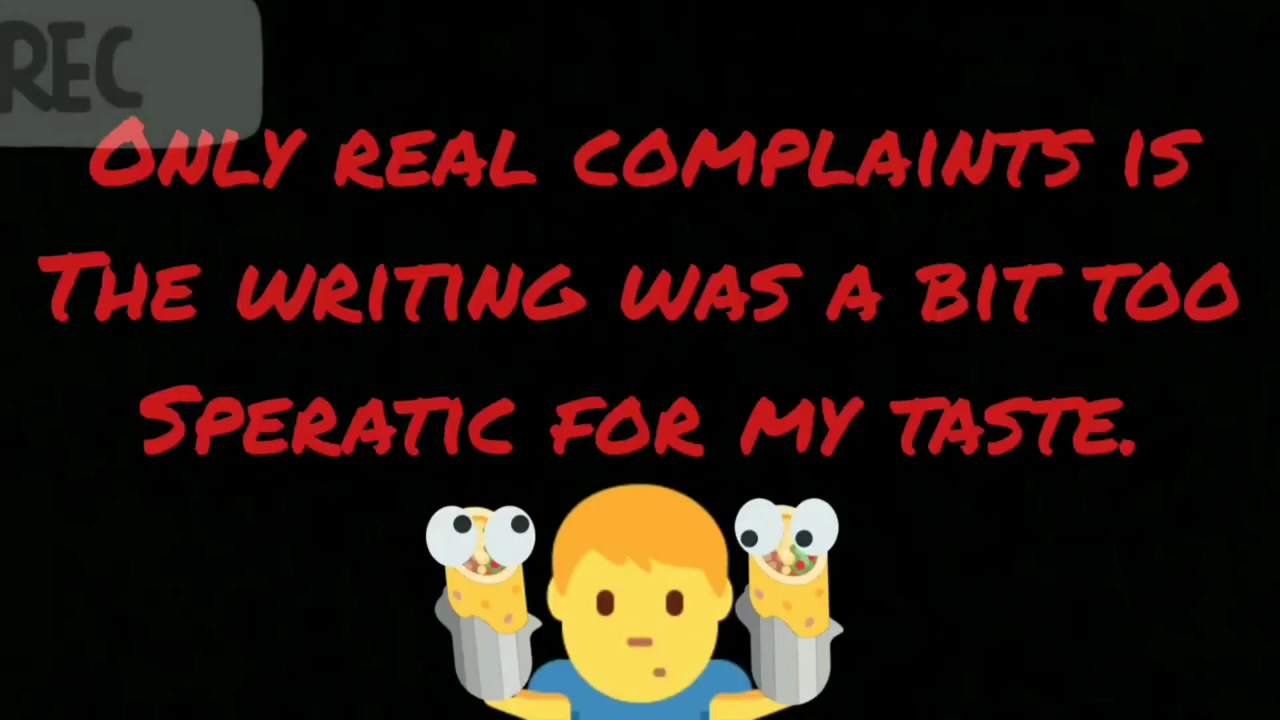 REC
Only real complaints is
The writing was a bit too
Speratic for my taste.